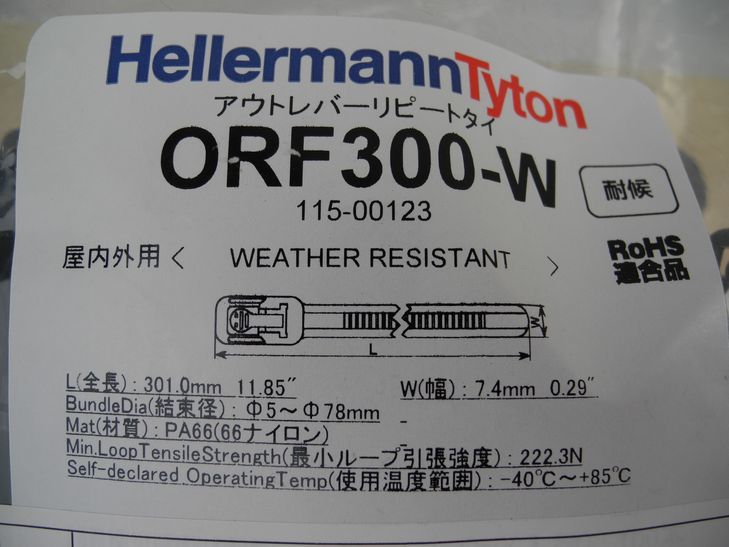 HellermannTyton
アウトレバーリピートタイ
ORF300-W
耐候
115-00123
屋内外用 < WEATHER RESISTANT >
RoHS
適合品
W
L
L(全長) : 301.0mm 11.85″ W(幅) : 7.4mm 0.29″
BundleDia(結束径) : Φ5～Φ78mm -
Mat(材質) : PA66(66ナイロン) -
Min.LoopTensileStrength(最小ループ引張強度) : 222.3N
Self-declared OperatingTemp(使用温度範囲) : -40℃～+85℃